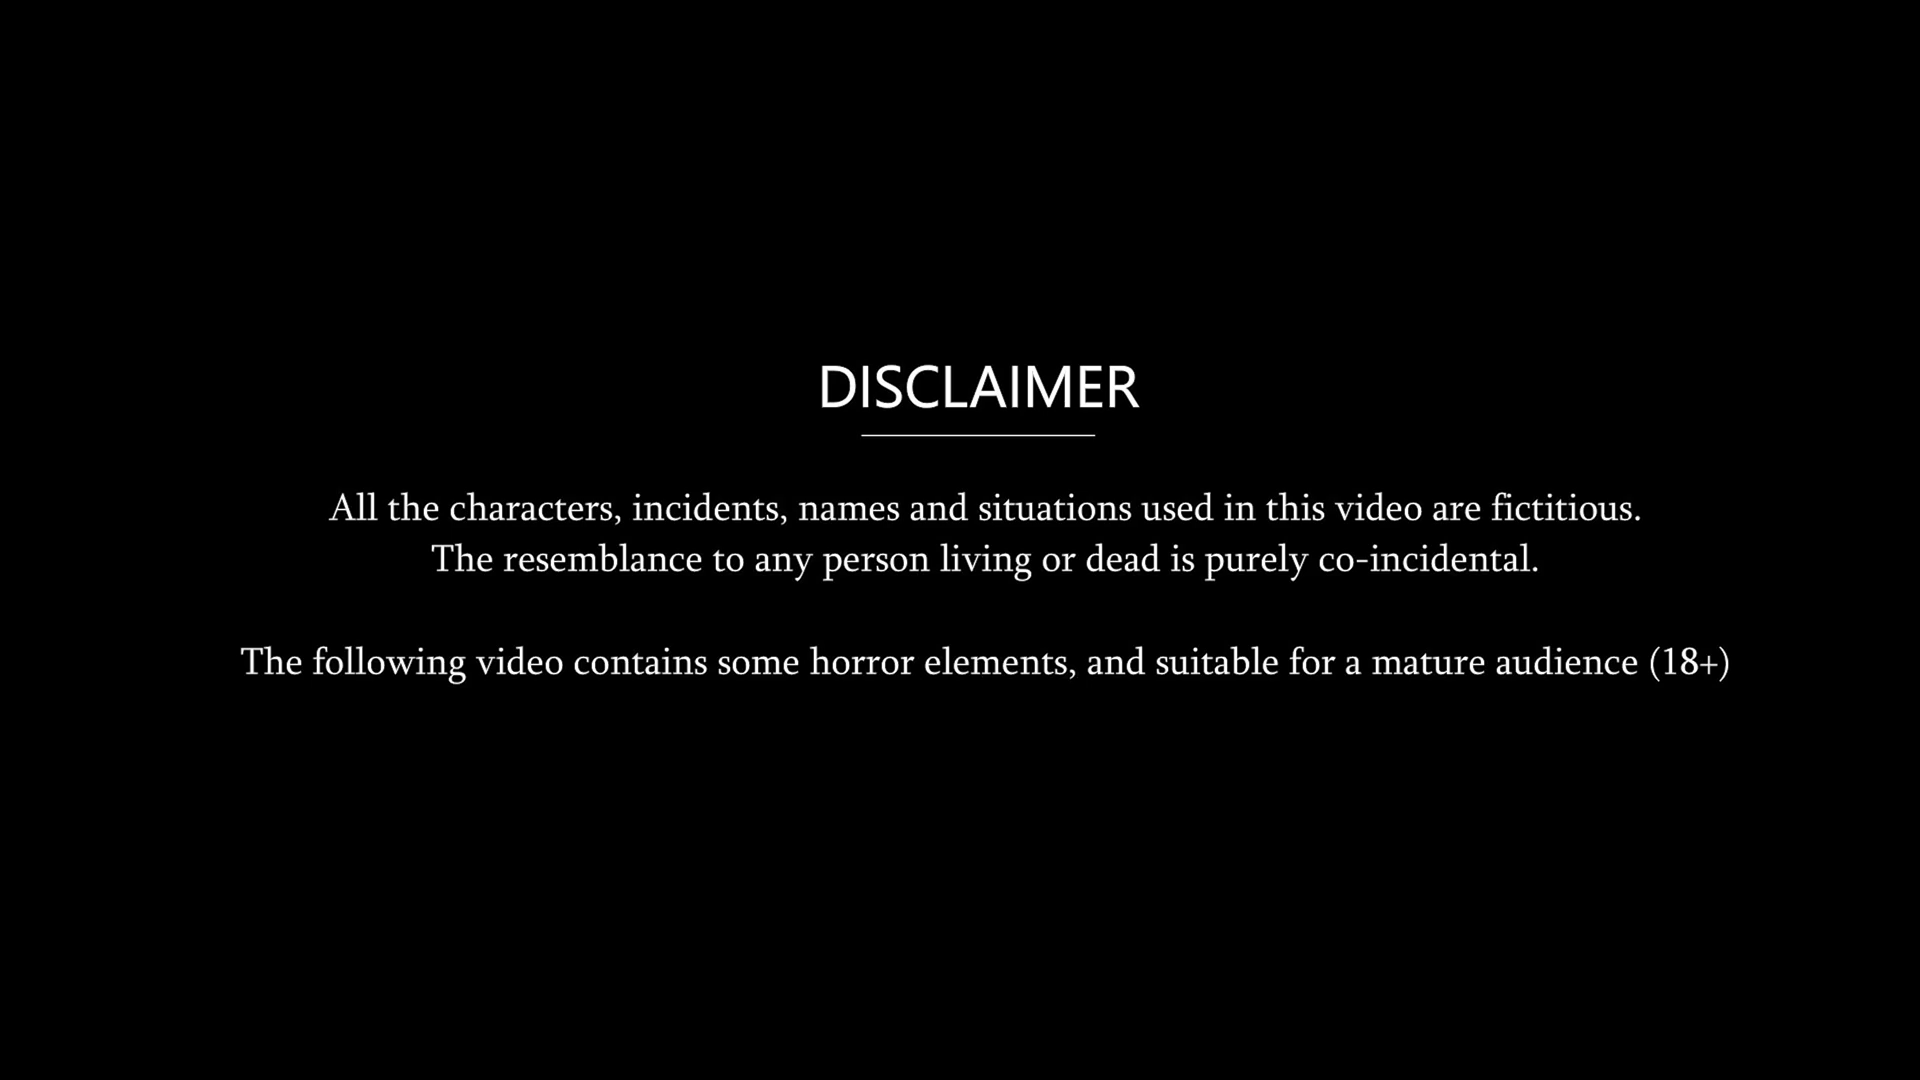 DISCLAIMER
All the characters, incidents, names and situations used in this video are fictitious.
The resemblance to any person living or dead is purely co-incidental.
The following video contains some horror elements, and suitable for a mature audience (18+)